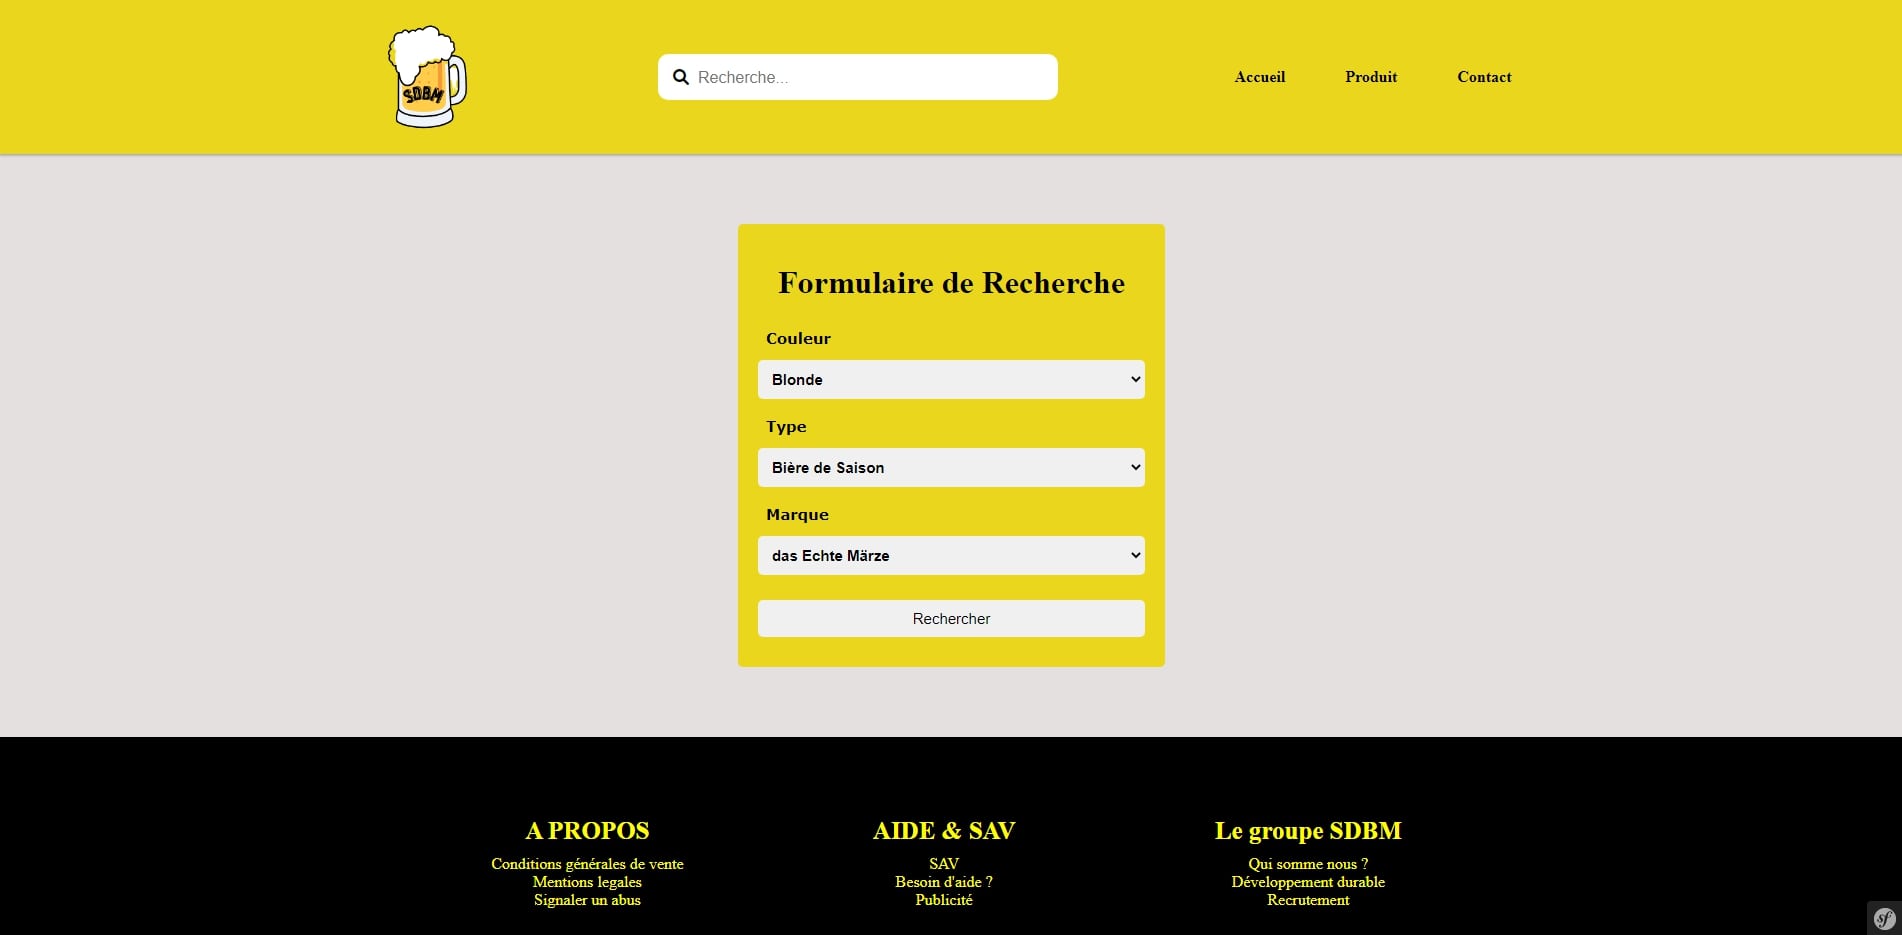 SDBM
Recherche...
Accueil
Produit
Contact
Formulaire de Recherche
Couleur
Blonde
Type
Bière de Saison
Marque
das Echte Märze
Rechercher
A PROPOS
Conditions générales de vente
Mentions legales
Signaler un abus
AIDE & SAV
SAV
Besoin d'aide ?
Publicité
Le groupe SDBM
Qui somme nous ?
Développement durable
Recrutement
sf